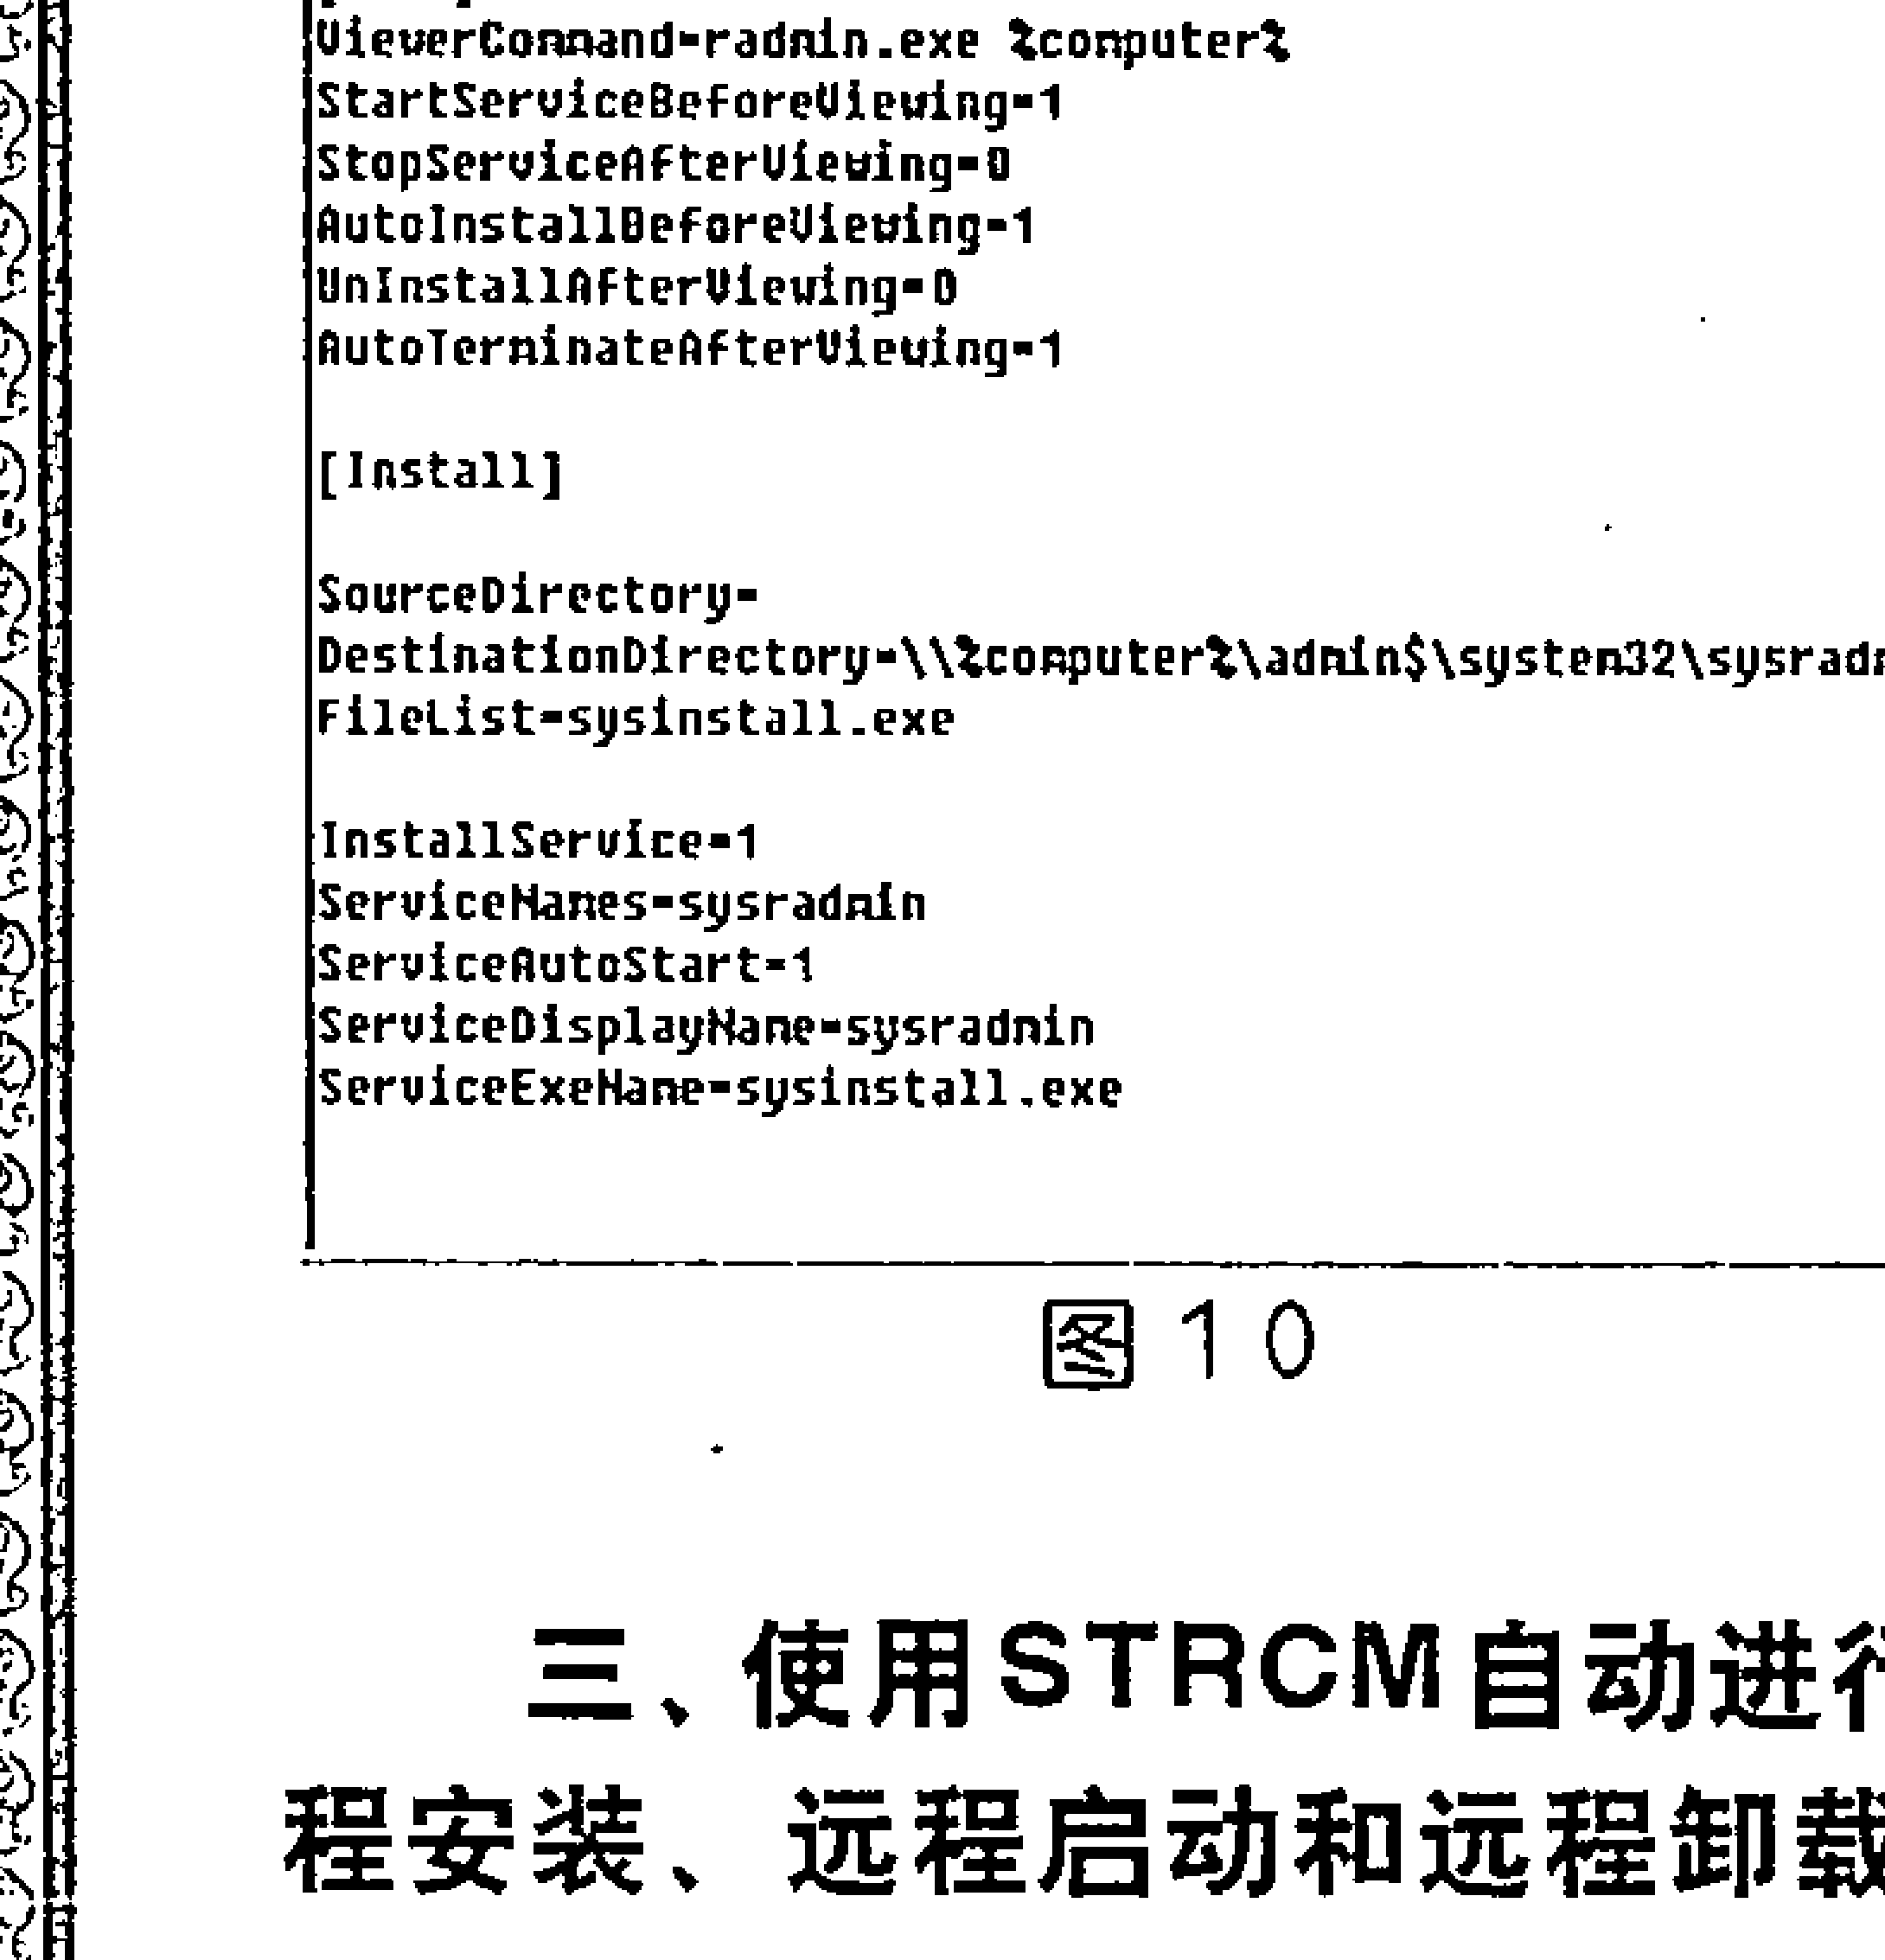 ViewerCommand=radmin.exe %computer%
StartServiceBeforeViewing=1
StopServiceAfterViewing=0
AutoInstallBeforeViewing=1
UnInstallAfterViewing=0
AutoTerminateAfterViewing=1
[Install]
SourceDirectory=
DestinationDirectory=\\%computer%\admin$\system32\sysradm
FileList=sysinstall.exe
InstallService=1
ServiceNames=sysradmin
ServiceAutoStart=1
ServiceDisplayName=sysradmin
ServiceExeName=sysinstall.exe
图 10
三、使用STRCM自动进行
程安装、远程启动和远程卸载